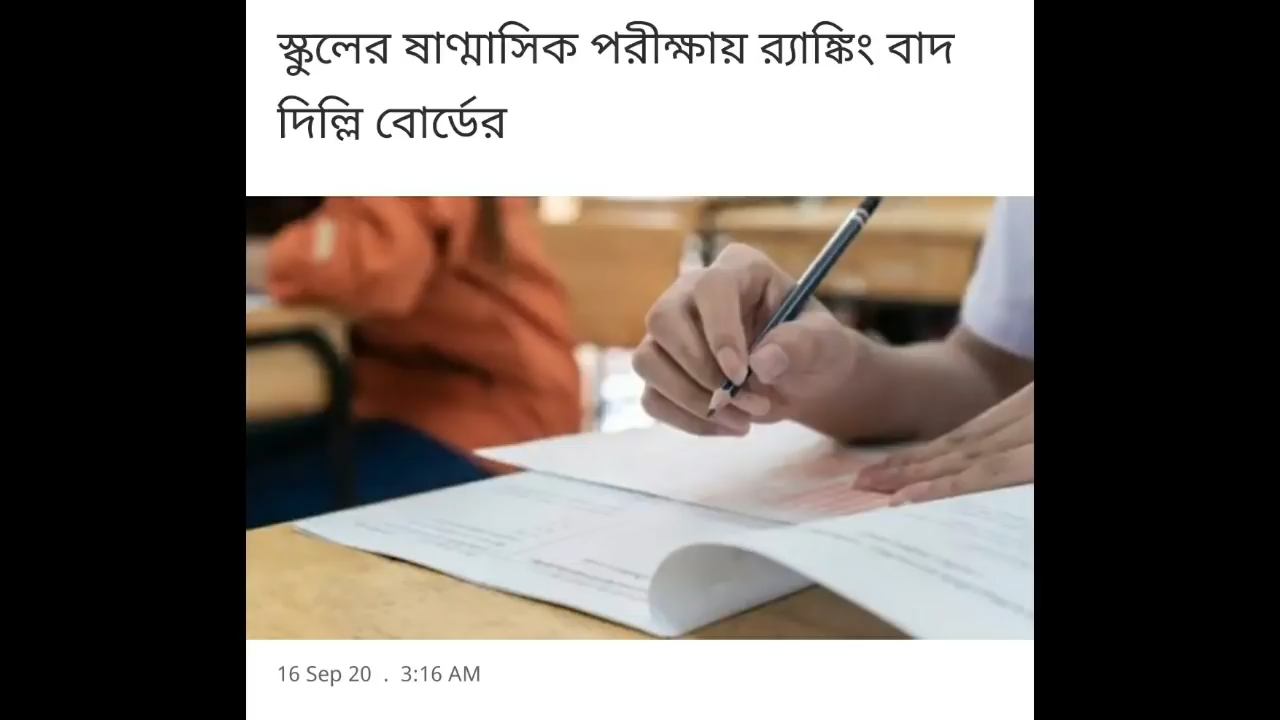 স্কুলের ষাণ্মাসিক পরীক্ষায় র‍্যাঙ্কিং বাদ
দিল্লি বোর্ডের
16 Sep 20 . 3:16 AM